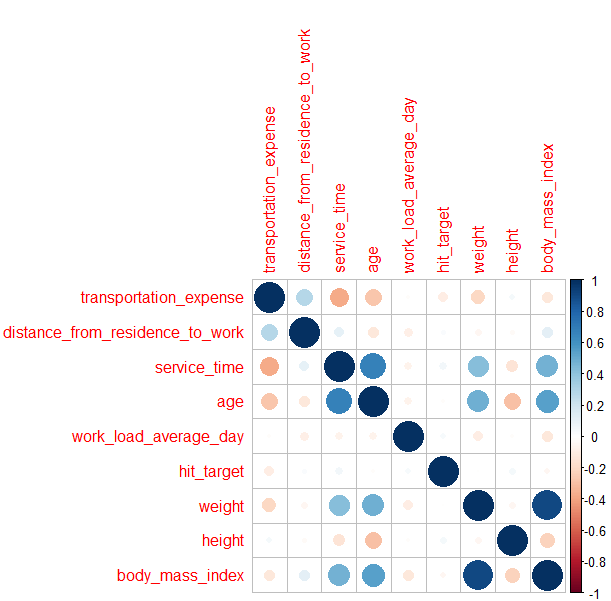 transportation_expense
distance_from_residence_to_work
service_time
age
work_load_average_day
hit_target
weight
height
body_mass_index
transportation_expense
distance_from_residence_to_work
service_time
age
work_load_average_day
hit_target
weight
height
body_mass_index
1
0.8
0.6
0.4
0.2
0
-0.2
-0.4
-0.6
-0.8
-1